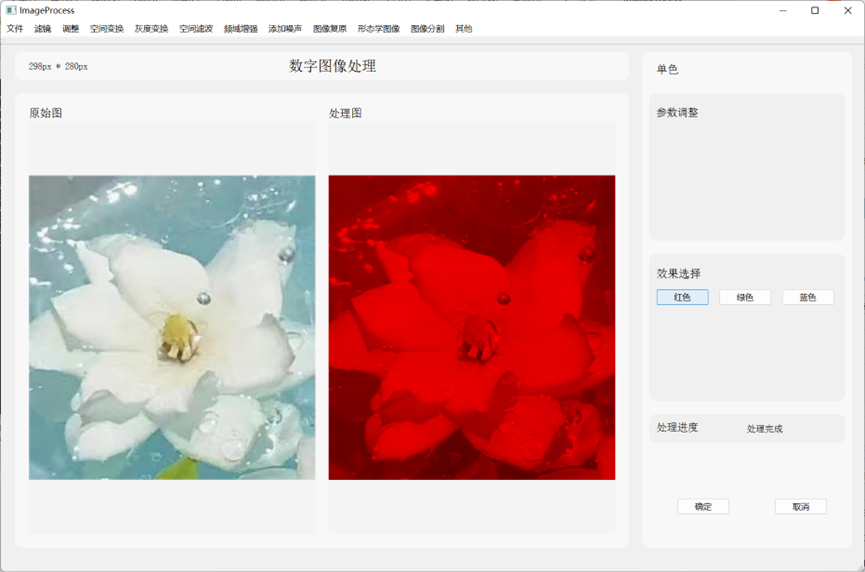 ImageProcess
文件 滤镜 调整 空间变换 灰度变换 空间滤波 频域增强 添加噪声 图像复原 形态学图像 图像分割 其他
298px * 280px 数字图像处理
原始图 处理图
单色
参数调整
效果选择
红色 绿色 蓝色
处理进度 处理完成
确定 取消